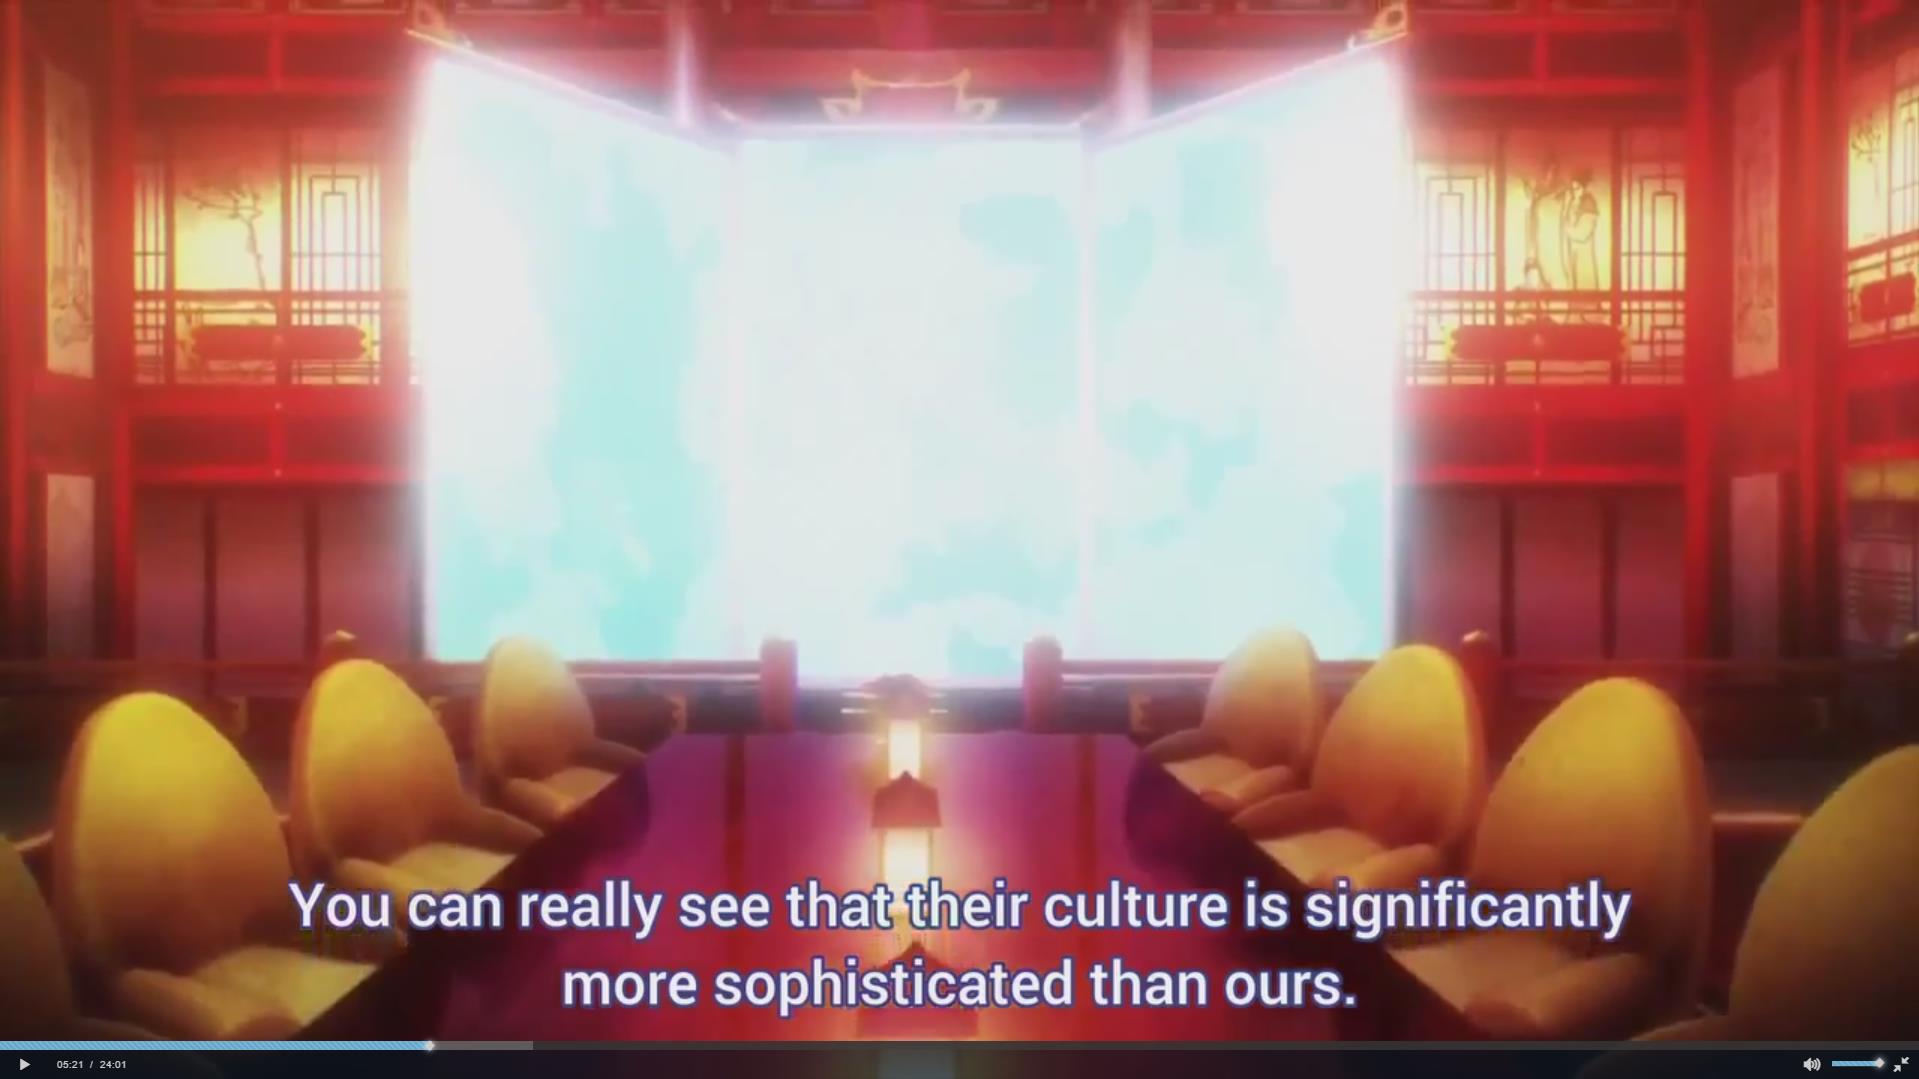 You can really see that their culture is significantly
more sophisticated than ours.
05:21 / 24:01